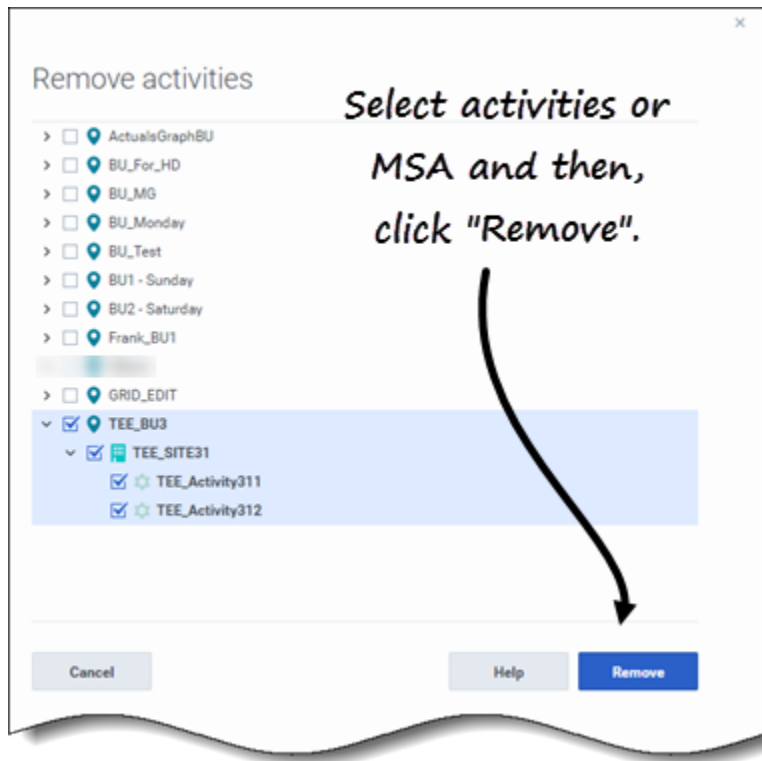 Remove activities
Select activities or
MSA and then,
click "Remove".
ActualsGraphBU
BU_For_HD
BU_MG
BU_Monday
BU_Test
BU1 - Sunday
BU2 - Saturday
Frank_BU1
GRID_EDIT
TEE_BU3
TEE_SITE31
TEE_Activity311
TEE_Activity312
Cancel
Help
Remove